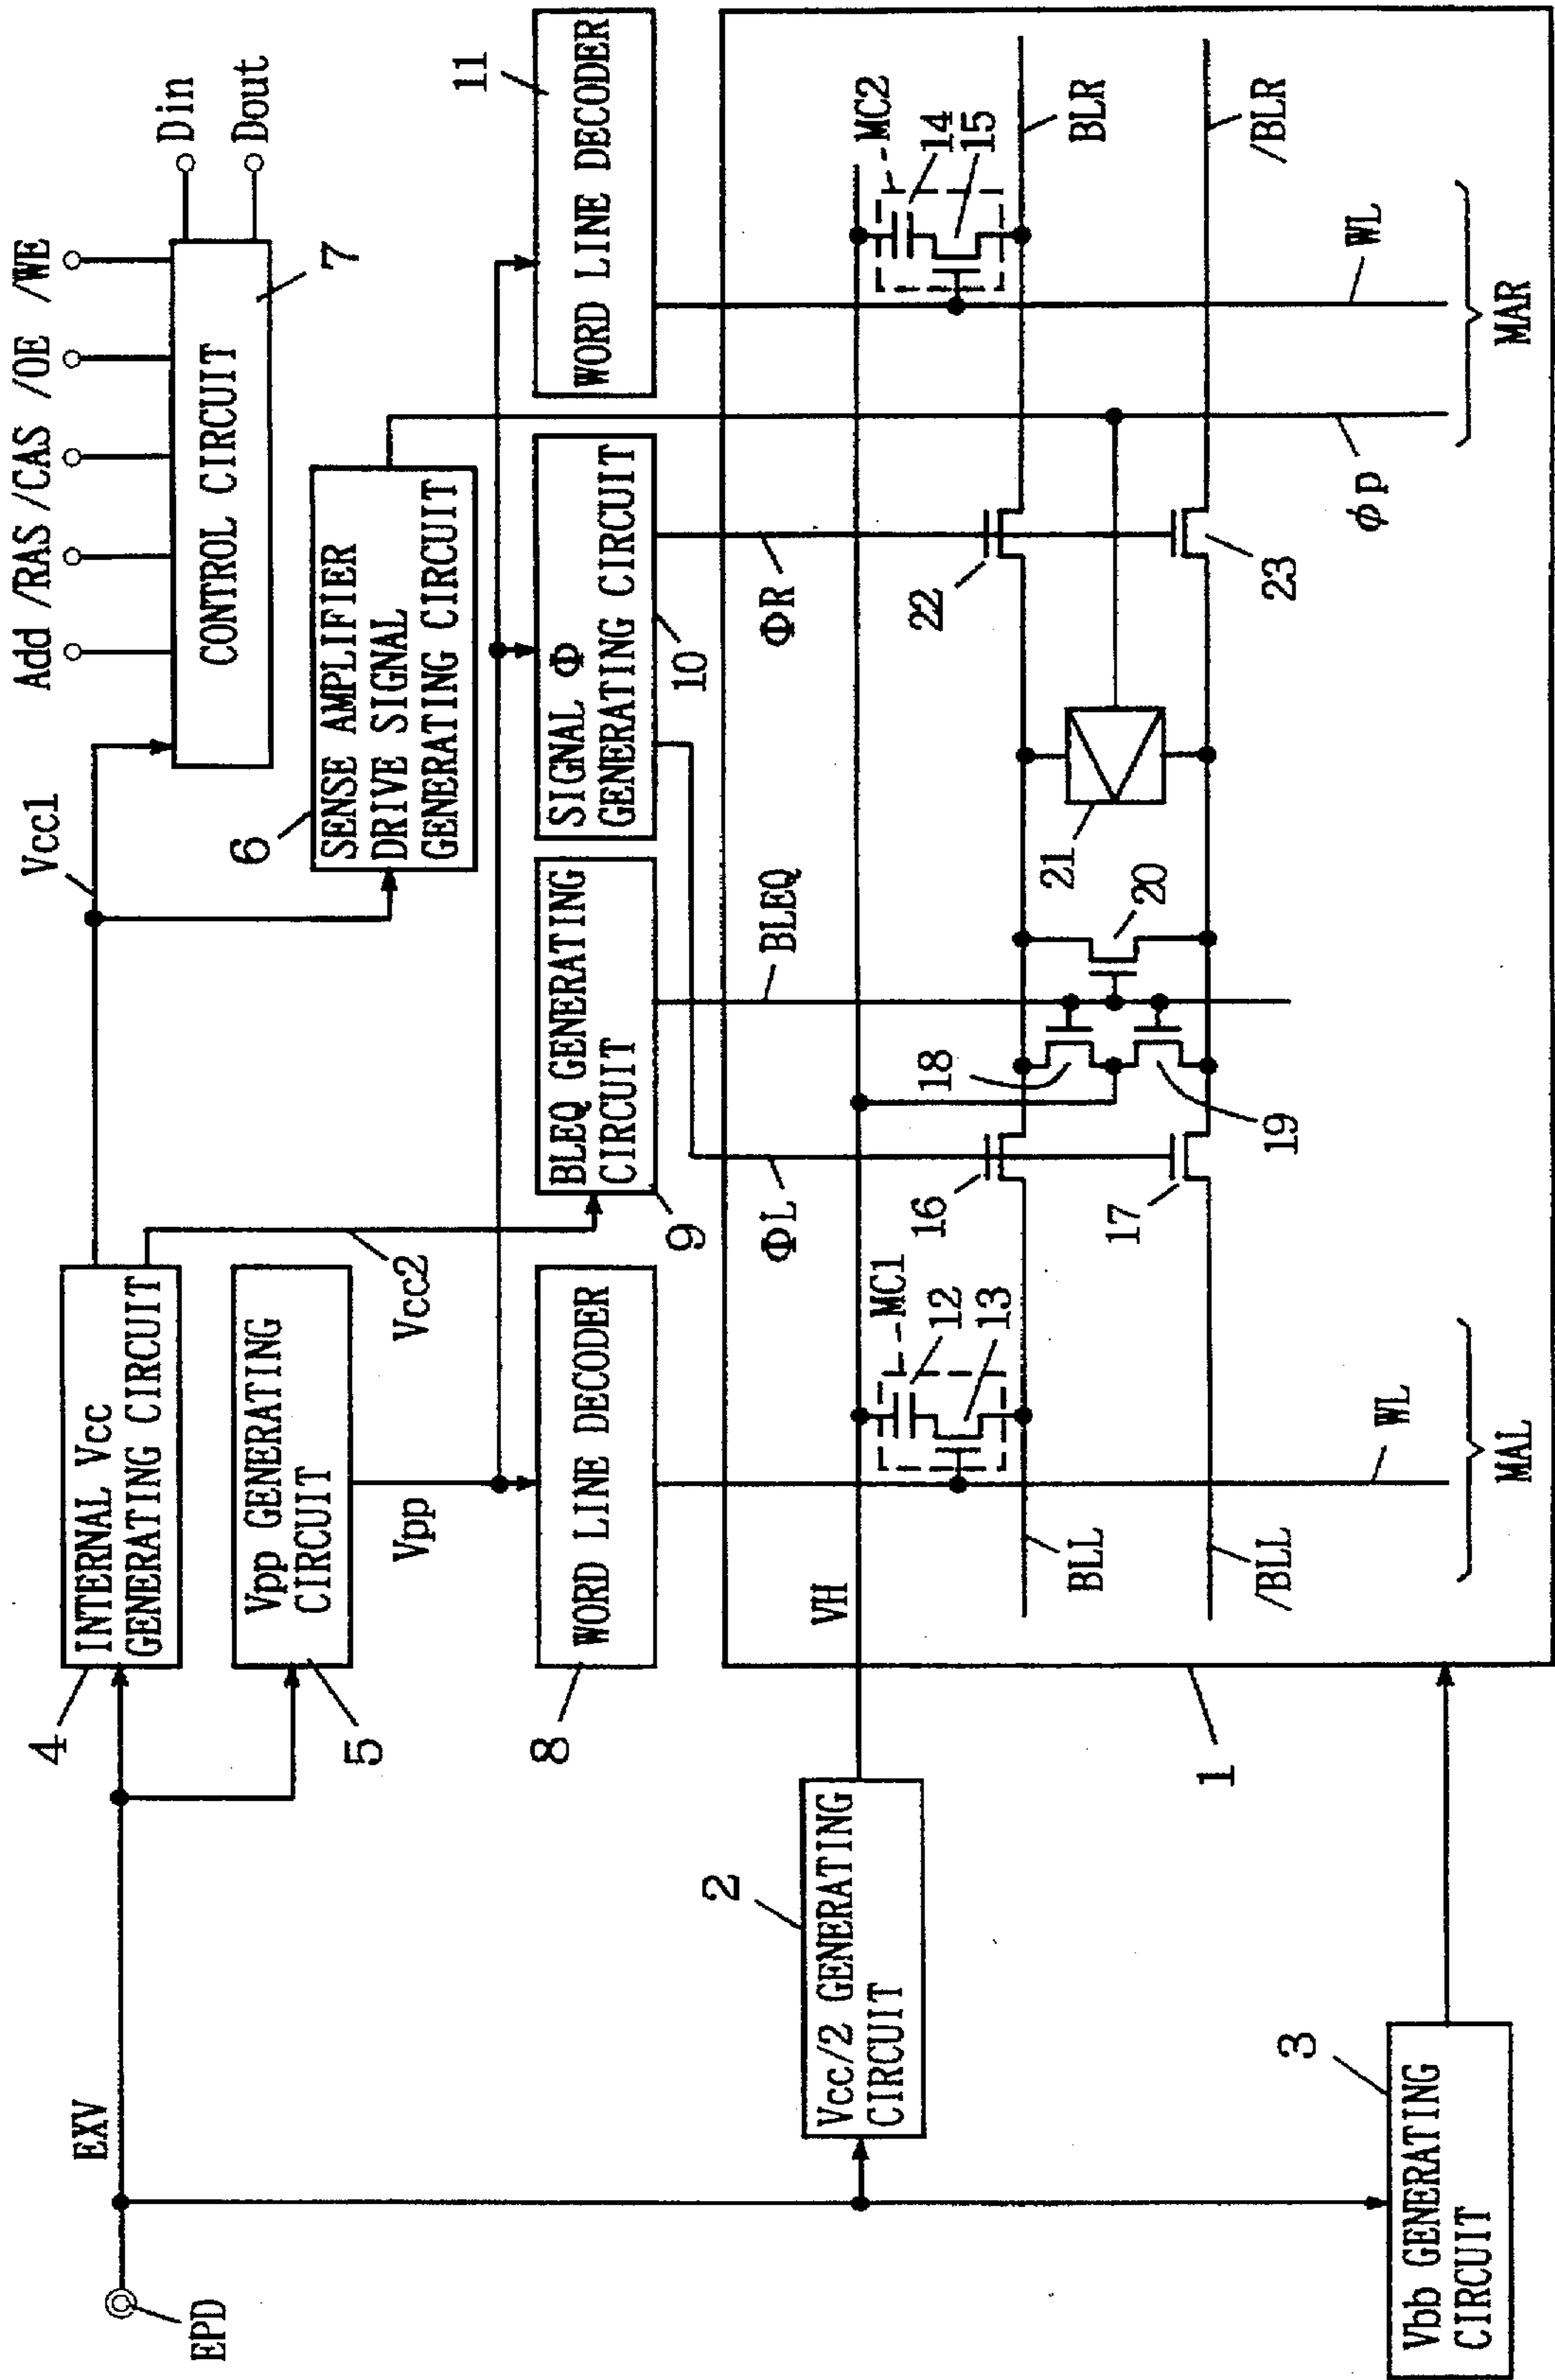 EPD
EXV
4
INTERNAL Vcc
GENERATING CIRCUIT
Vcc1
Add /RAS /CAS /OE /WE
CONTROL CIRCUIT
7
Din
Dout
5
Vpp GENERATING
CIRCUIT
Vcc2
Vpp
6
SENSE AMPLIFIER
DRIVE SIGNAL
GENERATING CIRCUIT
8
WORD LINE DECODER
9
BLEQ GENERATING
CIRCUIT
SIGNAL Φ
GENERATING CIRCUIT
10
11
WORD LINE DECODER
2
Vcc/2 GENERATING
CIRCUIT
3
Vbb GENERATING
CIRCUIT
1
VH
ΦL
BLEQ
ΦR
MC1
12
13
16
17
18
19
20
21
22
23
MC2
14
15
BLL
/BLL
BLR
/BLR
WL
ϕp
WL
MAL
MAR